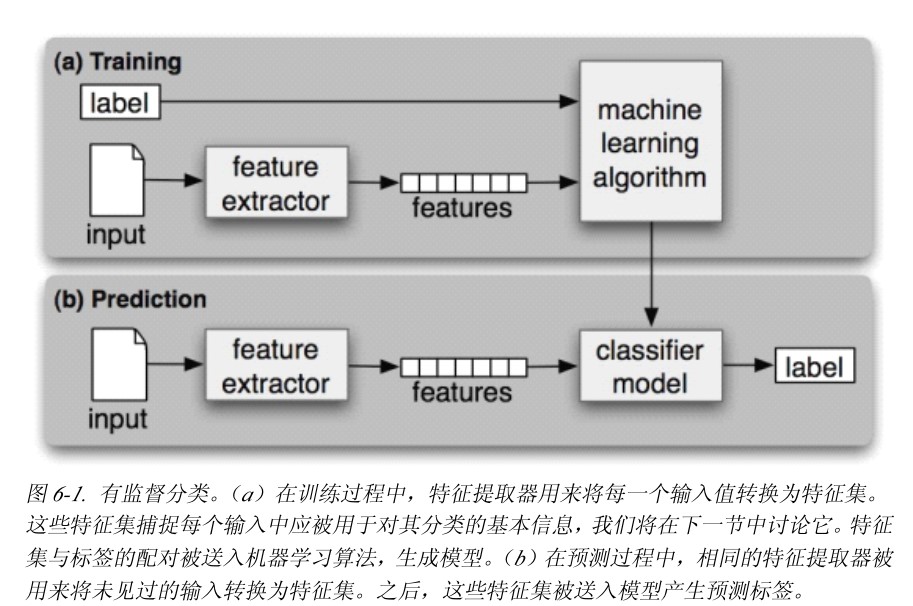 (a) Training
label
machine
learning
algorithm
feature
extractor
features
input
(b) Prediction
feature
extractor
features
input
classifier
model
label
图 6-1. 有监督分类。（a）在训练过程中，特征提取器用来将每一个输入值转换为特征集。
这些特征集捕捉每个输入中应被用于对其分类的基本信息，我们将在下一节中讨论它。特征
集与标签的配对被送入机器学习算法，生成模型。（b）在预测过程中，相同的特征提取器被
用来将未见过的输入转换为特征集。之后，这些特征集被送入模型产生预测标签。